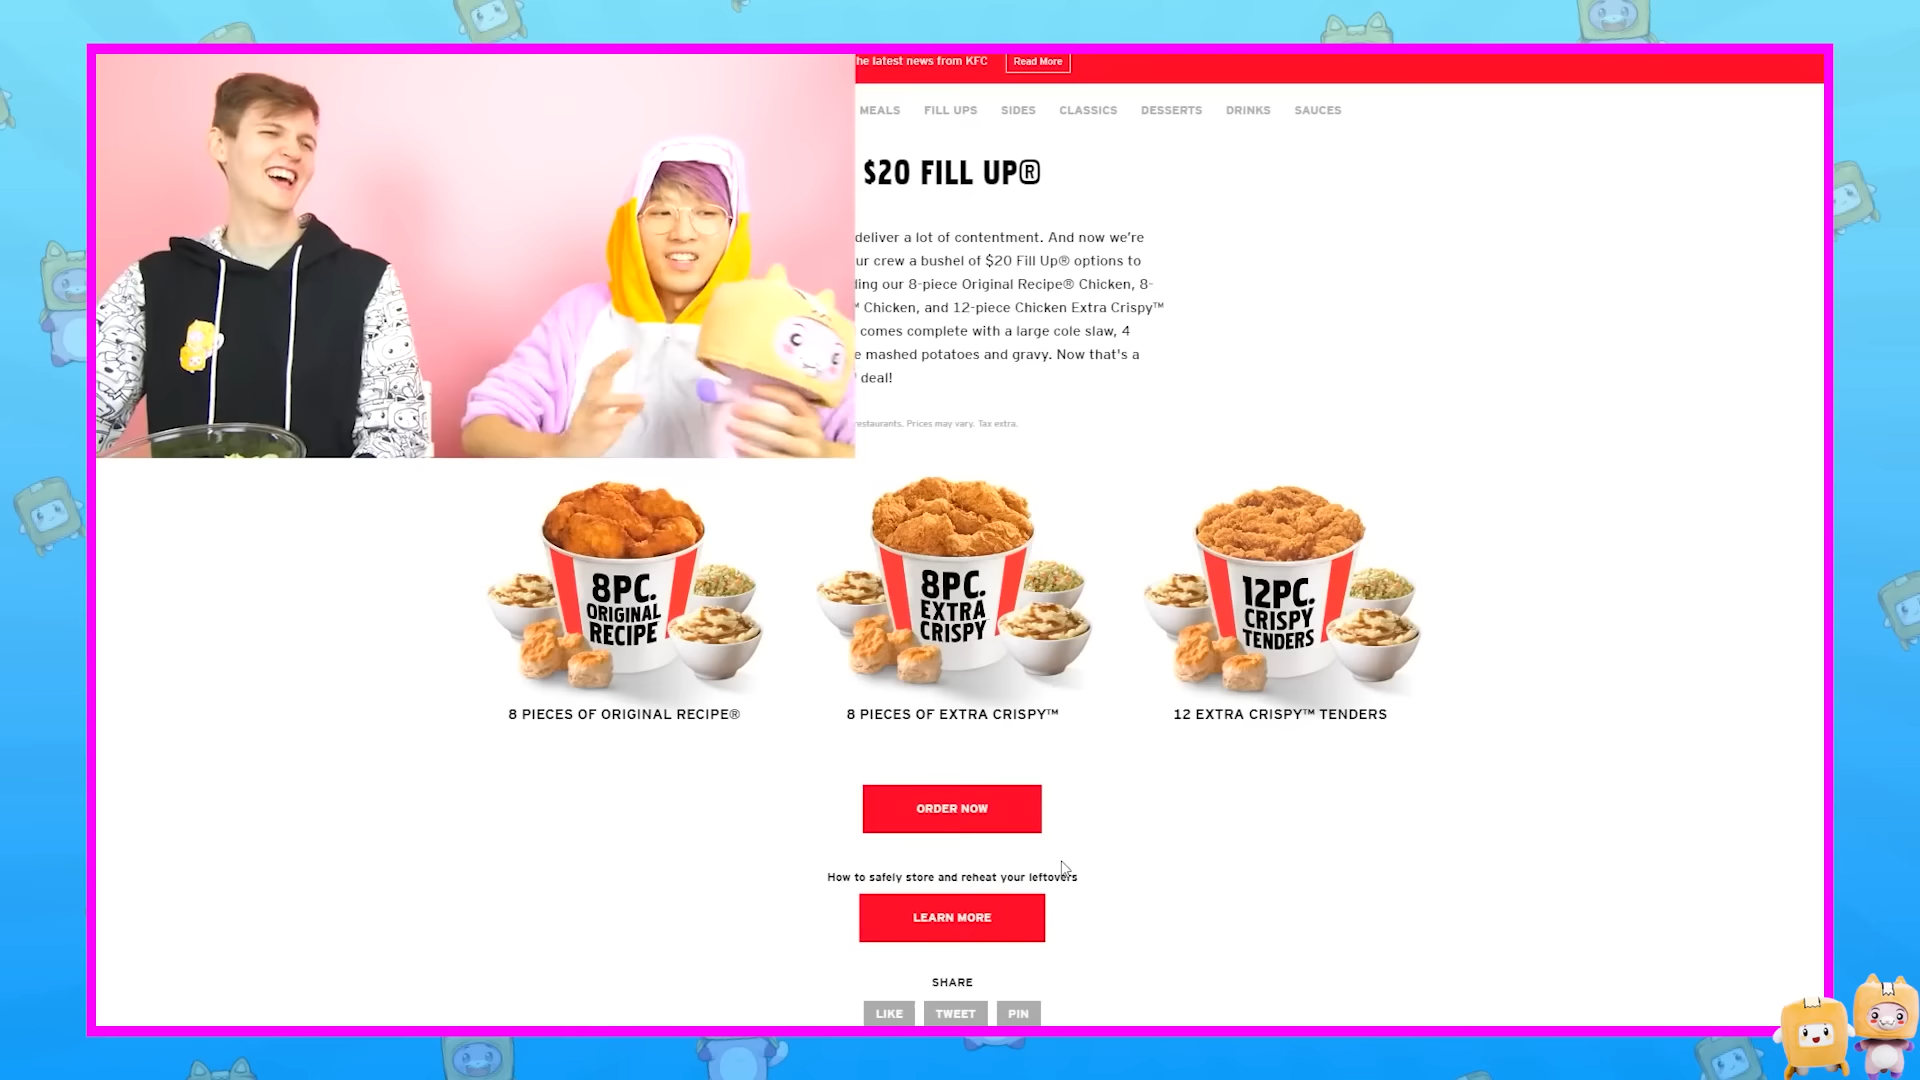 he latest news from KFC Read More
MEALS FILL UPS SIDES CLASSICS DESSERTS DRINKS SAUCES
$20 FILL UP®
deliver a lot of contentment. And now we're
ur crew a bushel of $20 Fill Up® options to
ding our 8-piece Original Recipe® Chicken, 8-
™ Chicken, and 12-piece Chicken Extra Crispy™
comes complete with a large cole slaw, 4
e mashed potatoes and gravy. Now that's a
deal!
restaurants. Prices may vary. Tax extra.
8PC.
ORIGINAL
RECIPE
8PC.
EXTRA
CRISPY
12PC.
CRISPY
TENDERS
8 PIECES OF ORIGINAL RECIPE®
8 PIECES OF EXTRA CRISPY™
12 EXTRA CRISPY™ TENDERS
ORDER NOW
How to safely store and reheat your leftovers
LEARN MORE
SHARE
LIKE TWEET PIN